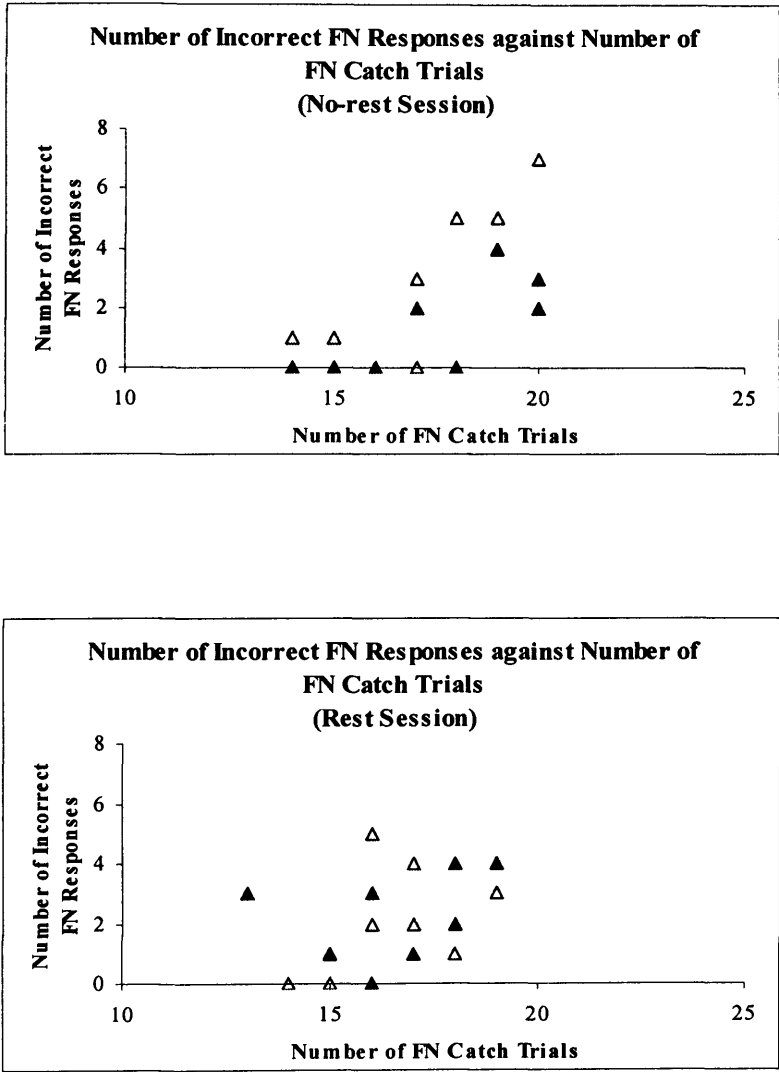 Number of Incorrect FN Responses against Number of
FN Catch Trials
(No-rest Session)
Number of Incorrect
FN Responses
8
6
4
2
0
10 15 20 25
Number of FN Catch Trials
Number of Incorrect FN Responses against Number of
FN Catch Trials
(Rest Session)
Number of Incorrect
FN Responses
8
6
4
2
0
10 15 20 25
Number of FN Catch Trials